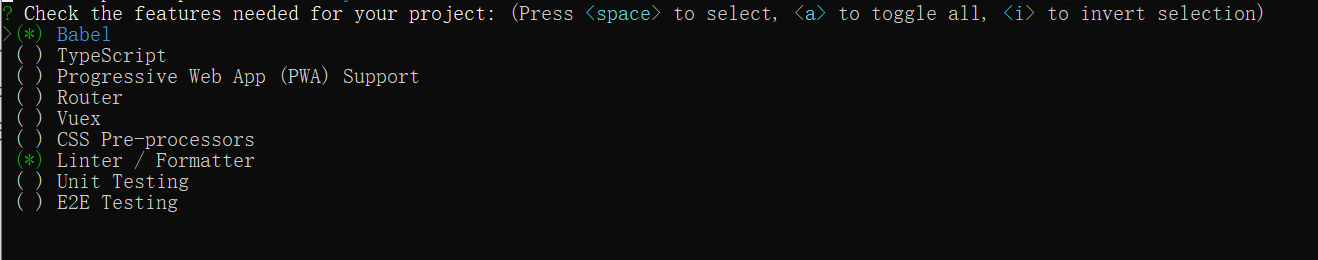 ? Check the features needed for your project: (Press <space> to select, <a> to toggle all, <i> to invert selection)
>(*) Babel
( ) TypeScript
( ) Progressive Web App (PWA) Support
( ) Router
( ) Vuex
( ) CSS Pre-processors
(*) Linter / Formatter
( ) Unit Testing
( ) E2E Testing